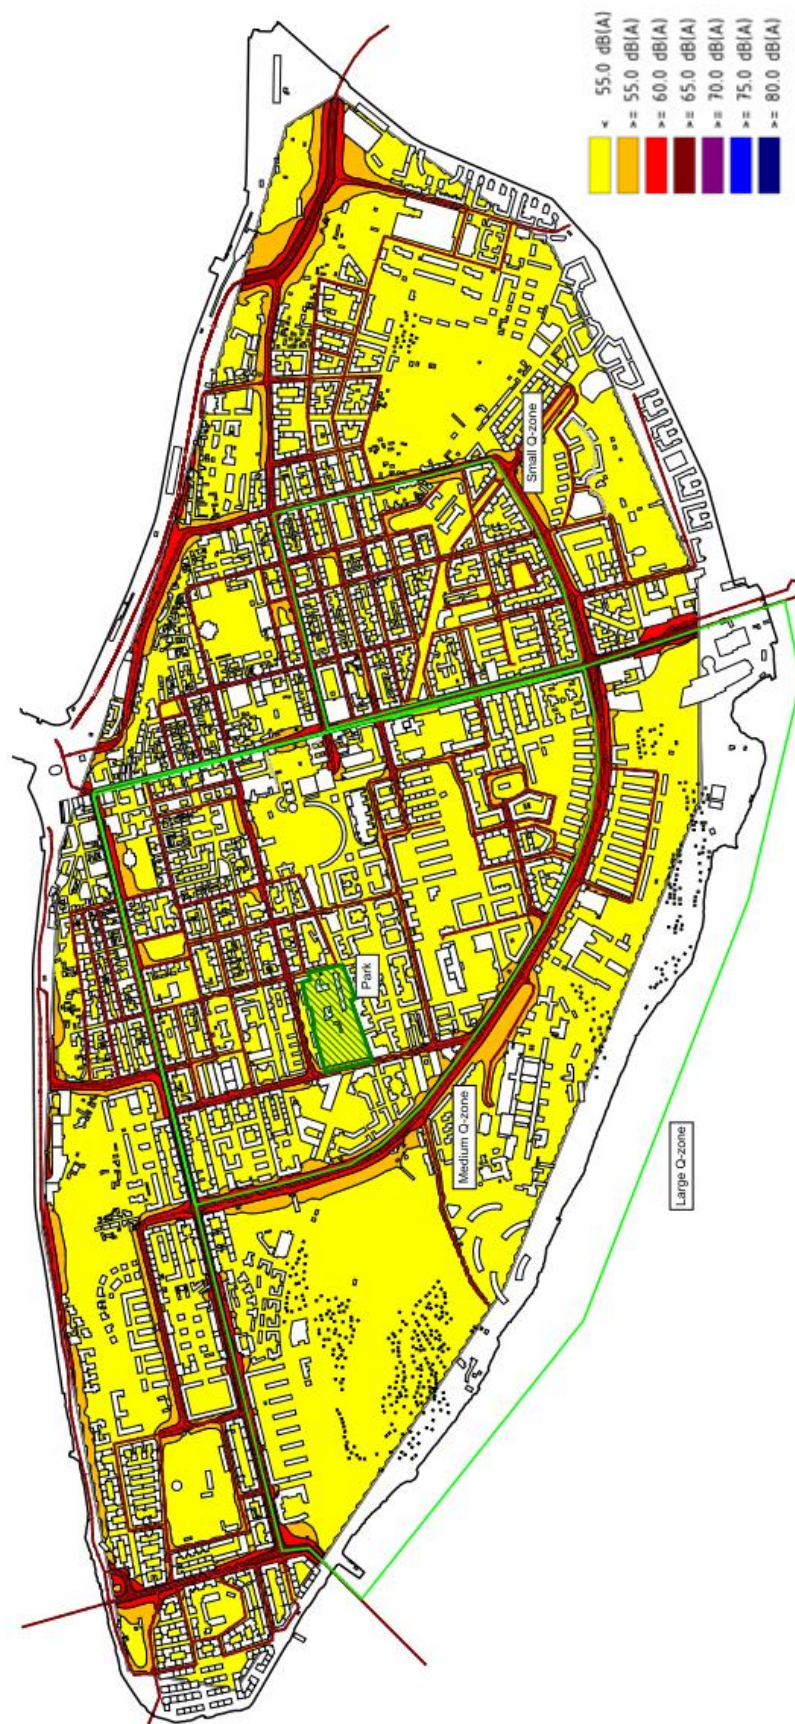 < 55.0 dB(A)
>= 55.0 dB(A)
>= 60.0 dB(A)
>= 65.0 dB(A)
>= 70.0 dB(A)
>= 75.0 dB(A)
>= 80.0 dB(A)
Small Q-zone
Park
Medium Q-zone
Large Q-zone